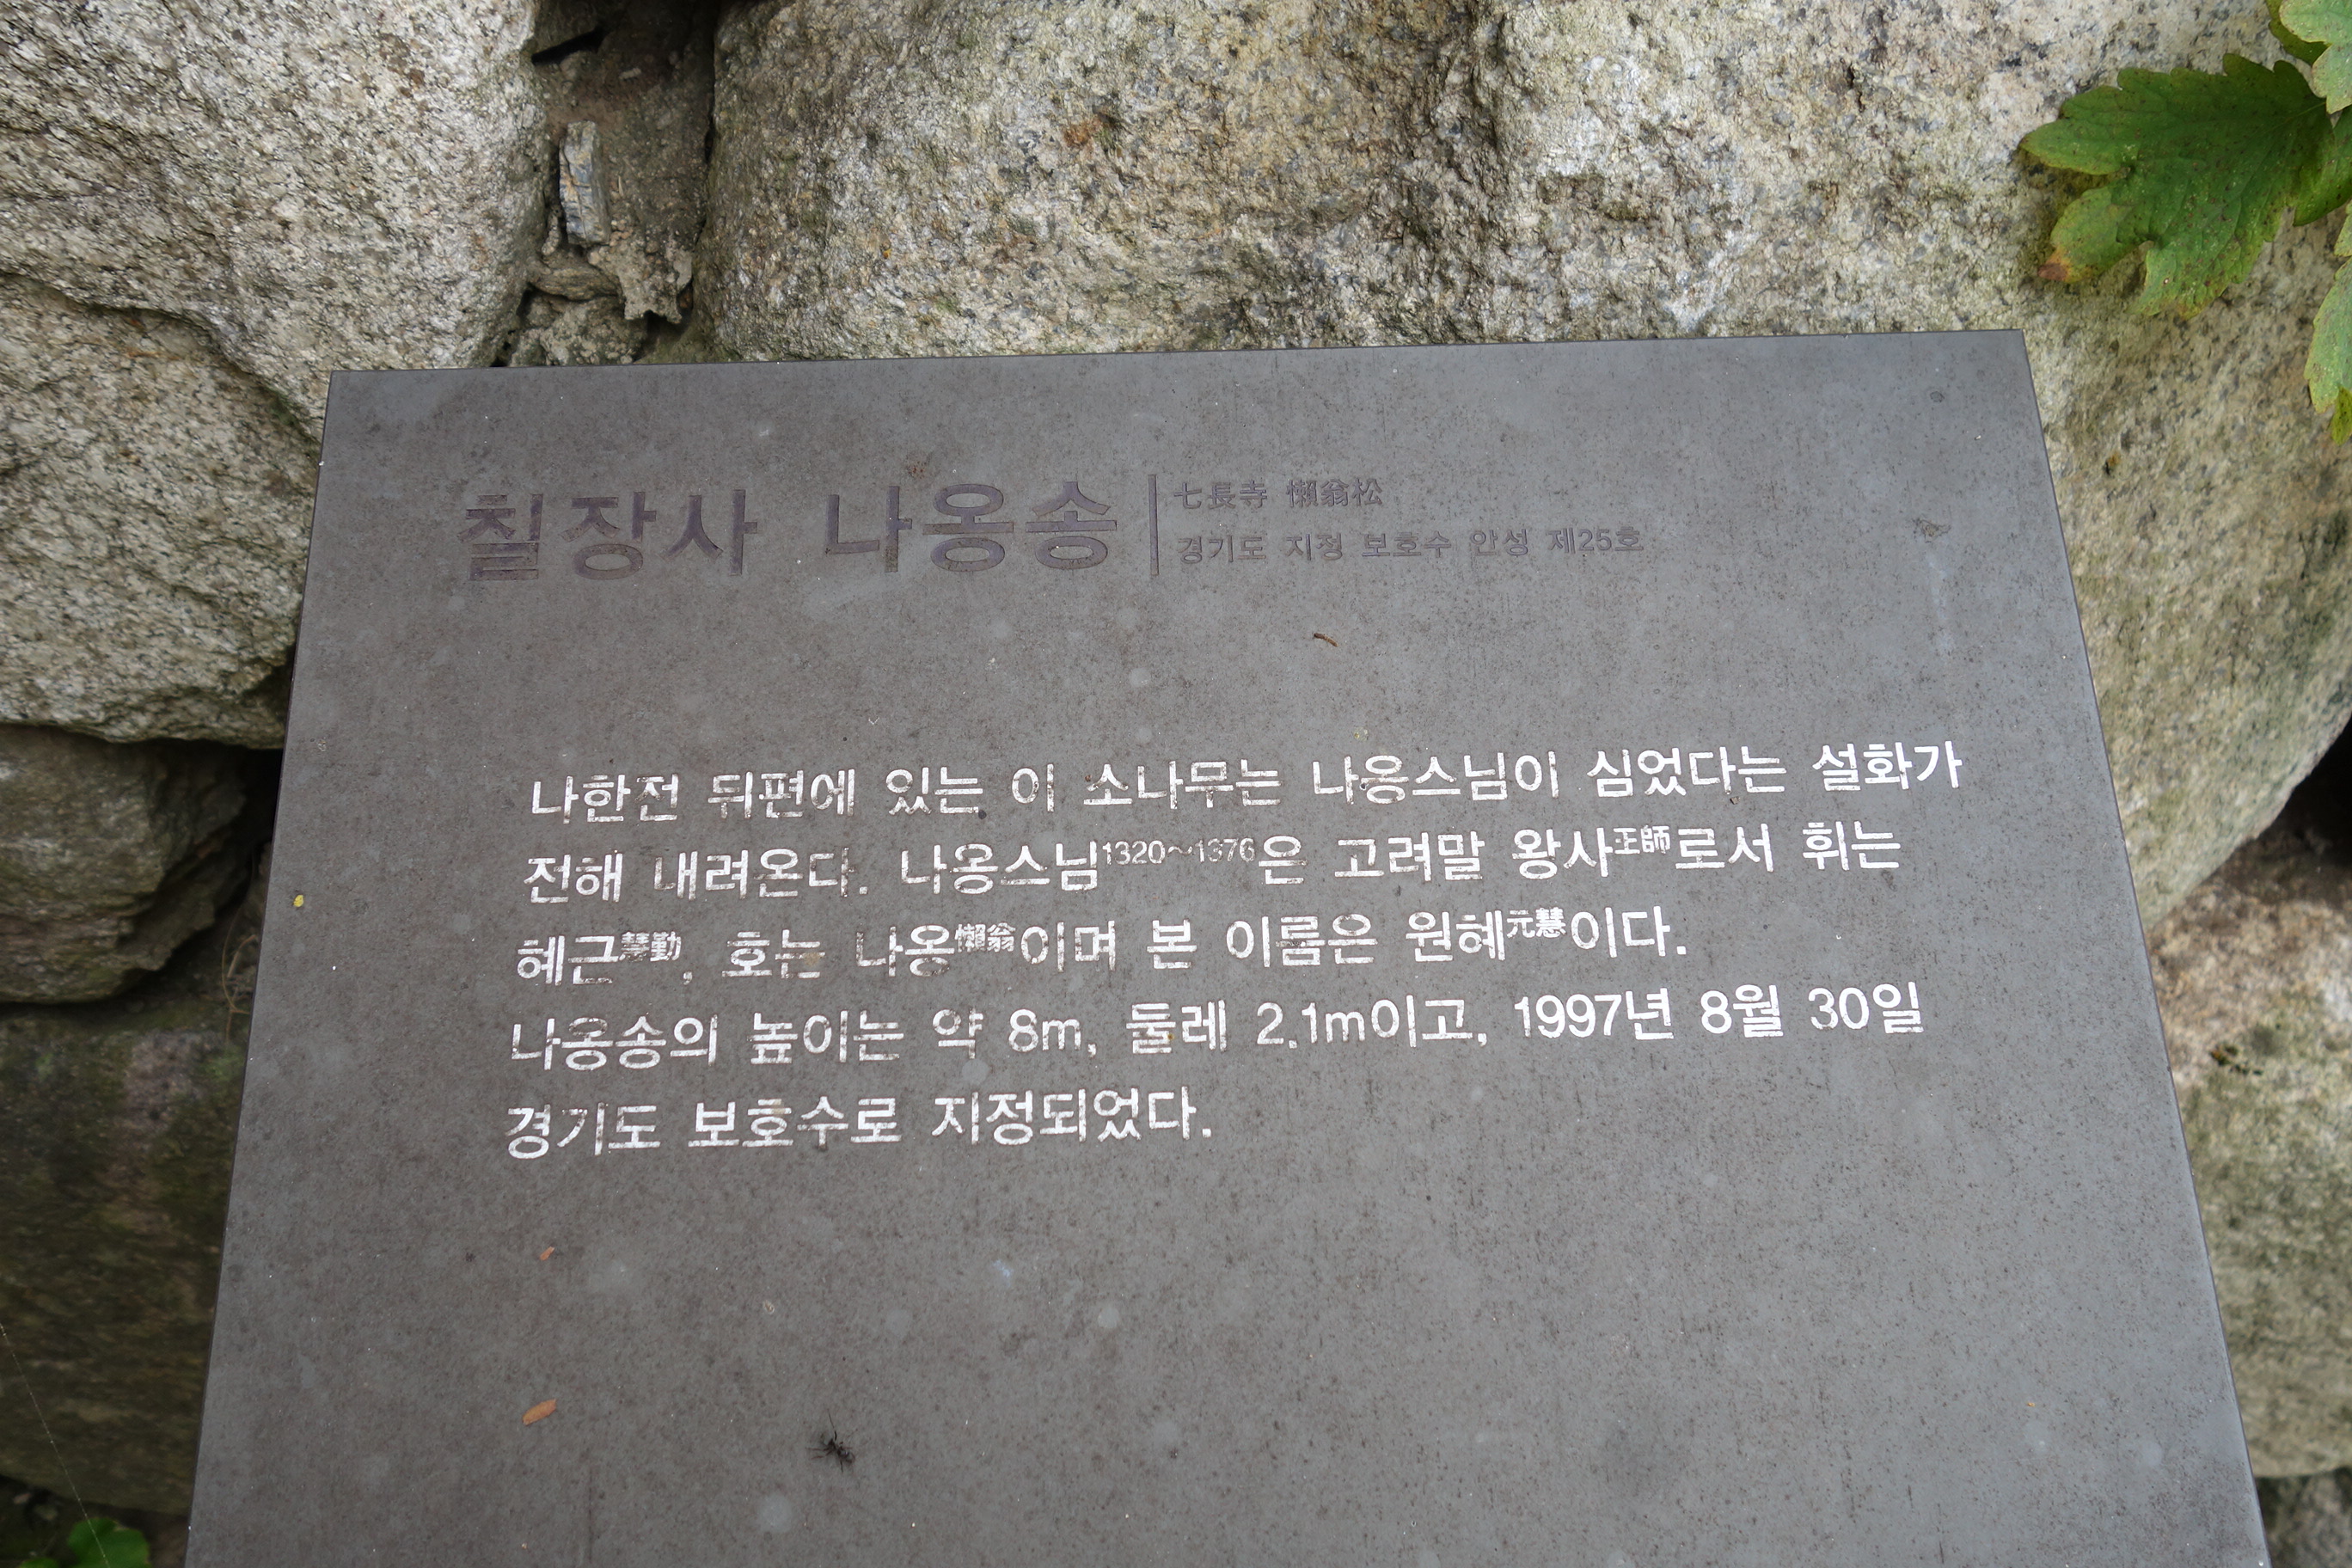 칠장사 나옹송
七長寺 懶翁松
경기도 지정 보호수 안성 제25호
나한전 뒤편에 있는 이 소나무는 나옹스님이 심었다는 설화가
전해 내려온다. 나옹스님1320~1376은 고려말 왕사王師로서 휘는
혜근慧勤, 호는 나옹懶翁이며 본 이름은 원혜元慧이다.
나옹송의 높이는 약 8m, 둘레 2.1m이고, 1997년 8월 30일
경기도 보호수로 지정되었다.